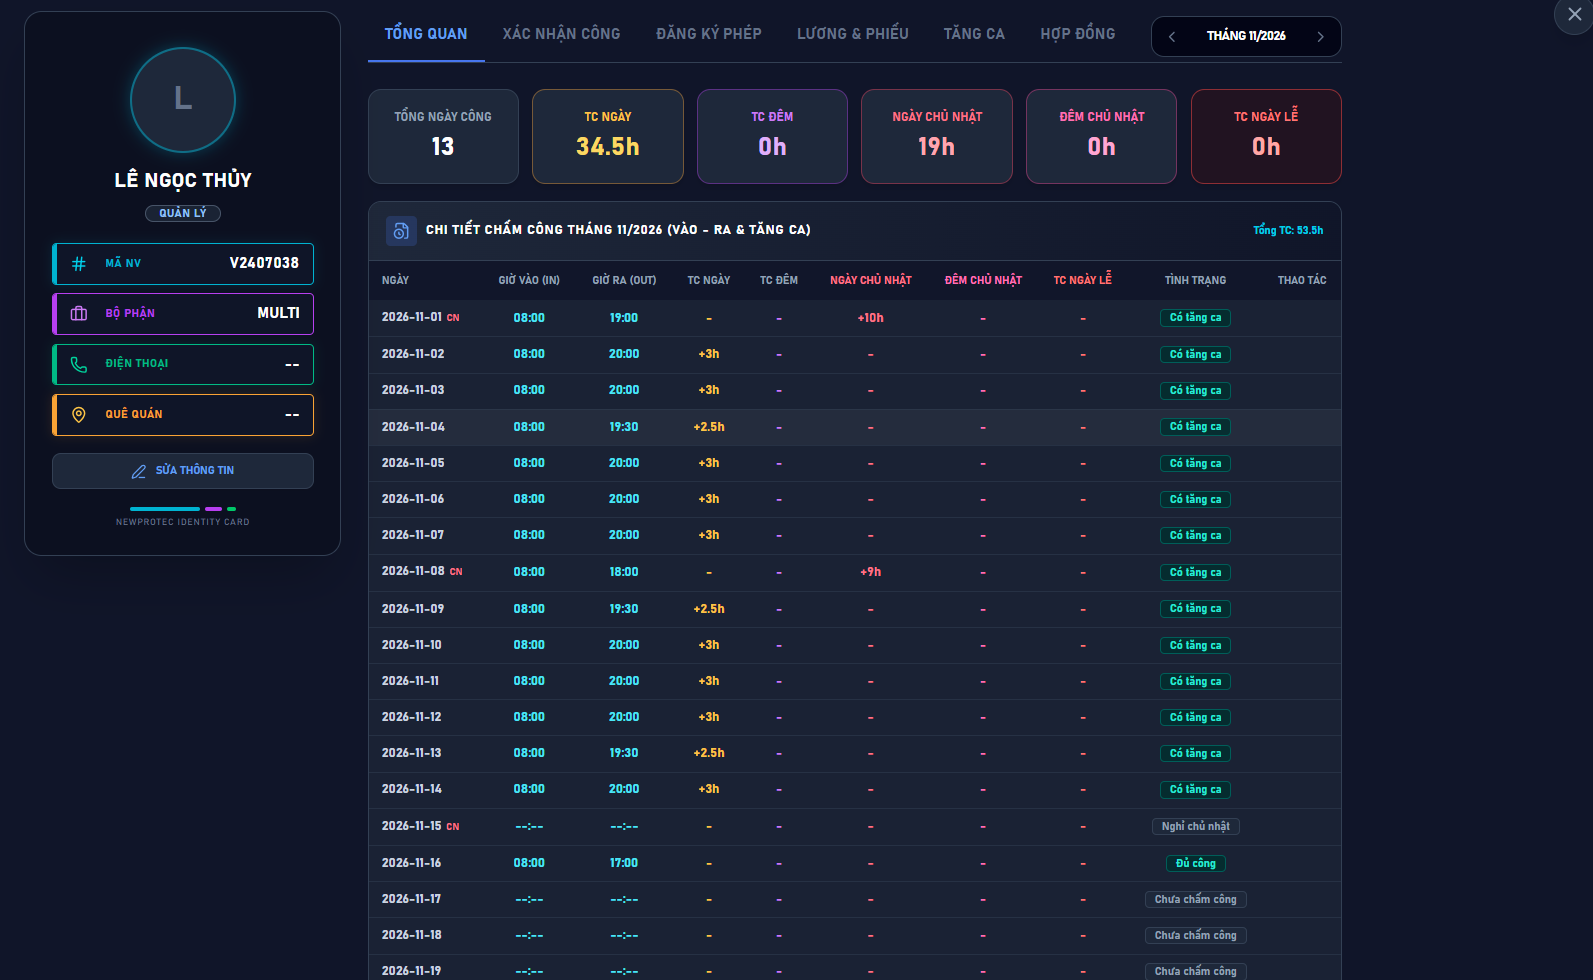 L
LÊ NGỌC THỦY
QUẢN LÝ
MÃ NV V2407038
BỘ PHẬN MULTI
ĐIỆN THOẠI --
QUÊ QUÁN --
SỬA THÔNG TIN
NEWPROTEC IDENTITY CARD
TỔNG QUAN XÁC NHẬN CÔNG ĐĂNG KÝ PHÉP LƯƠNG & PHIẾU TĂNG CA HỢP ĐỒNG THÁNG 11/2026
TỔNG NGÀY CÔNG TC NGÀY TC ĐÊM NGÀY CHỦ NHẬT ĐÊM CHỦ NHẬT TC NGÀY LỄ
13 34.5h 0h 19h 0h 0h
CHI TIẾT CHẤM CÔNG THÁNG 11/2026 (VÀO - RA & TĂNG CA) Tổng TC: 53.5h
NGÀY GIỜ VÀO (IN) GIỜ RA (OUT) TC NGÀY TC ĐÊM NGÀY CHỦ NHẬT ĐÊM CHỦ NHẬT TC NGÀY LỄ TÌNH TRẠNG THAO TÁC
2026-11-01 CN 08:00 19:00 - - +10h - - Có tăng ca
2026-11-02 08:00 20:00 +3h - - - - Có tăng ca
2026-11-03 08:00 20:00 +3h - - - - Có tăng ca
2026-11-04 08:00 19:30 +2.5h - - - - Có tăng ca
2026-11-05 08:00 20:00 +3h - - - - Có tăng ca
2026-11-06 08:00 20:00 +3h - - - - Có tăng ca
2026-11-07 08:00 20:00 +3h - - - - Có tăng ca
2026-11-08 CN 08:00 18:00 - - +9h - - Có tăng ca
2026-11-09 08:00 19:30 +2.5h - - - - Có tăng ca
2026-11-10 08:00 20:00 +3h - - - - Có tăng ca
2026-11-11 08:00 20:00 +3h - - - - Có tăng ca
2026-11-12 08:00 20:00 +3h - - - - Có tăng ca
2026-11-13 08:00 19:30 +2.5h - - - - Có tăng ca
2026-11-14 08:00 20:00 +3h - - - - Có tăng ca
2026-11-15 CN --:-- --:-- - - - - - Nghỉ chủ nhật
2026-11-16 08:00 17:00 - - - - - Đủ công
2026-11-17 --:-- --:-- - - - - - Chưa chấm công
2026-11-18 --:-- --:-- - - - - - Chưa chấm công
2026-11-19 --:-- --:-- - - - - - Chưa chấm công